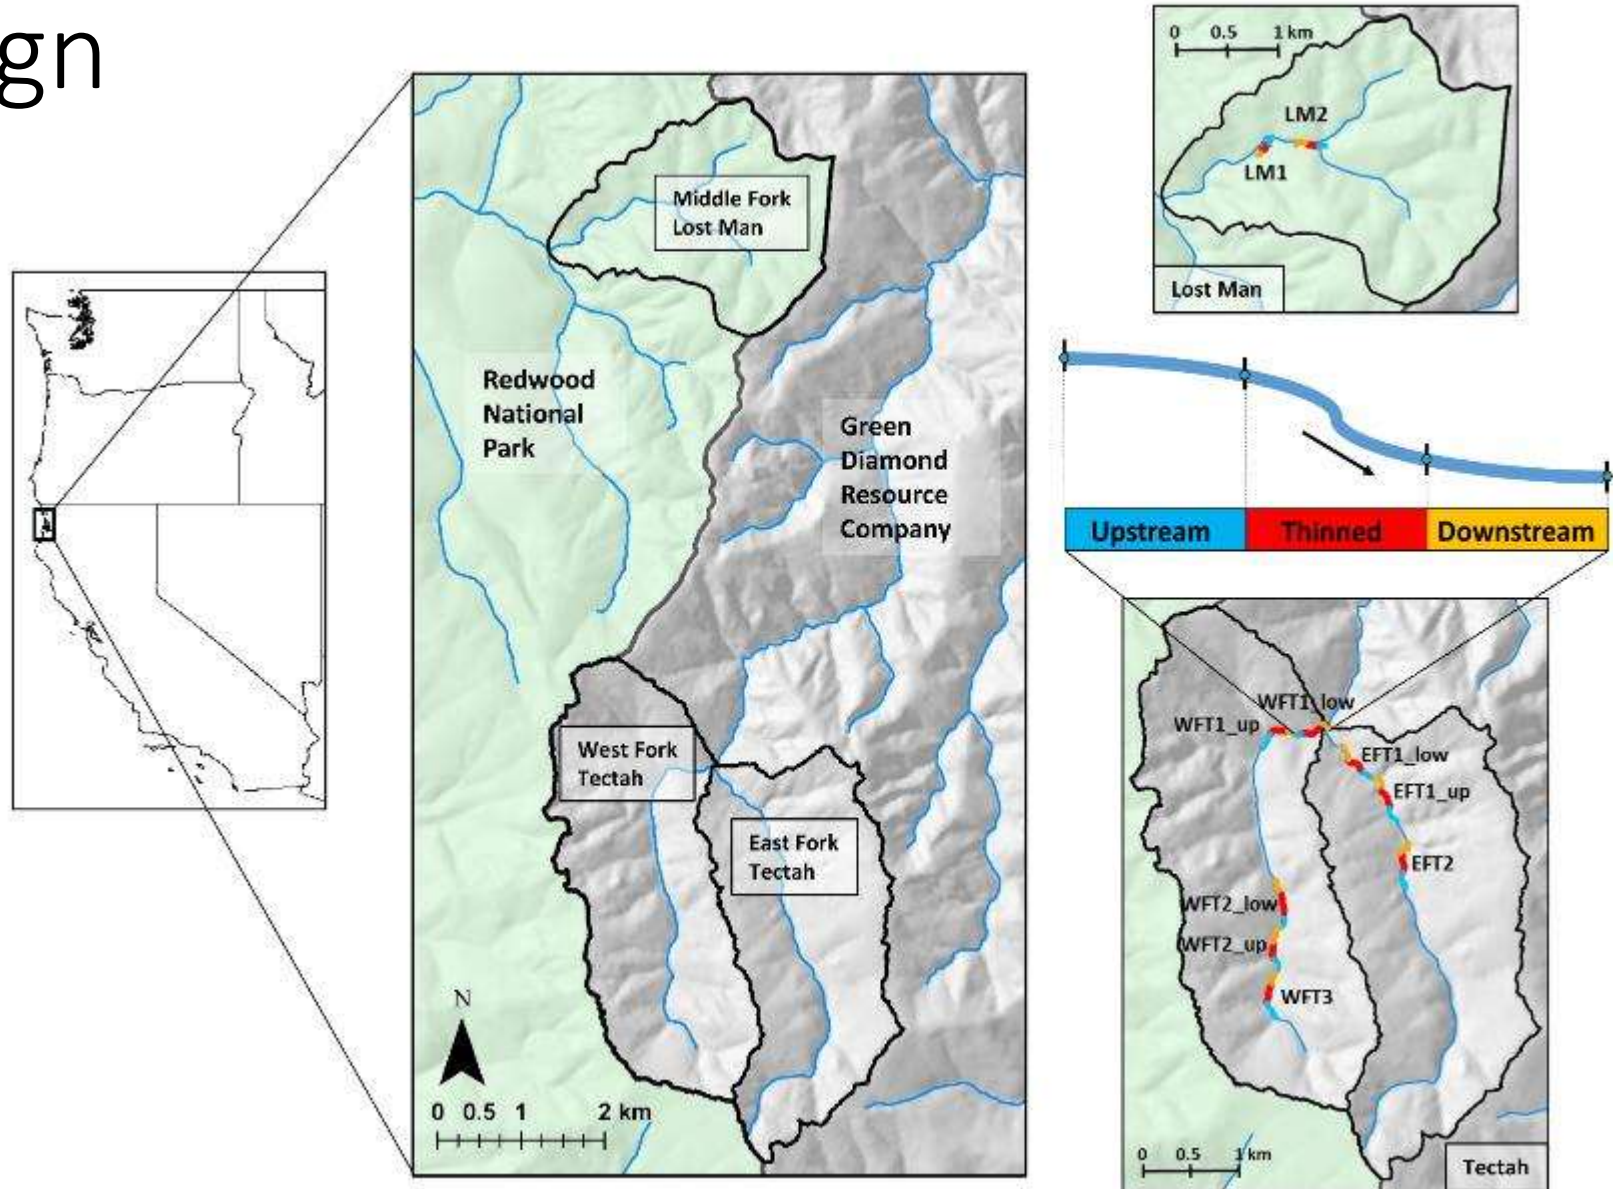 gn
Middle Fork
Lost Man
Redwood
National
Park
Green
Diamond
Resource
Company
West Fork
Tectah
East Fork
Tectah
N
0 0.5 1 2 km
0 0.5 1 km
LM2
LM1
Lost Man
Upstream Thinned Downstream
WFT1_low
WFT1_up
EFT1_low
EFT1_up
EFT2
WFT2_low
WFT2_up
WFT3
0 0.5 1 km
Tectah